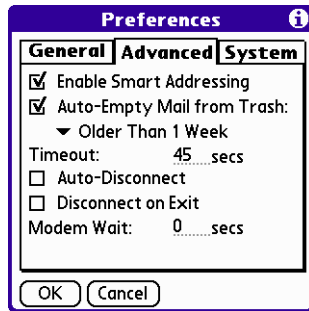 Preferences
General Advanced System
Enable Smart Addressing
Auto-Empty Mail from Trash:
Older Than 1 Week
Timeout: 45 secs
Auto-Disconnect
Disconnect on Exit
Modem Wait: 0 secs
OK Cancel